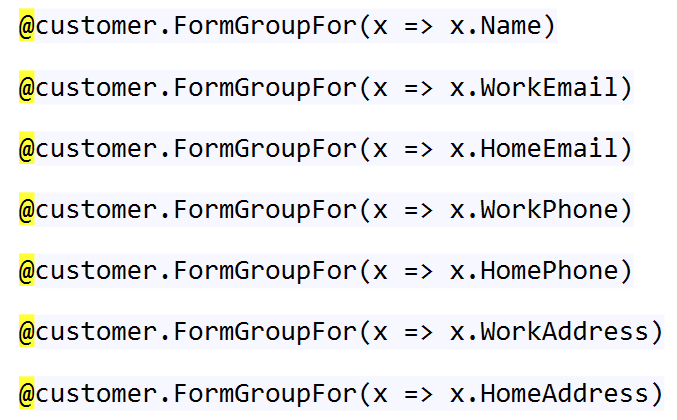 @customer.FormGroupFor(x => x.Name)
@customer.FormGroupFor(x => x.WorkEmail)
@customer.FormGroupFor(x => x.HomeEmail)
@customer.FormGroupFor(x => x.WorkPhone)
@customer.FormGroupFor(x => x.HomePhone)
@customer.FormGroupFor(x => x.WorkAddress)
@customer.FormGroupFor(x => x.HomeAddress)